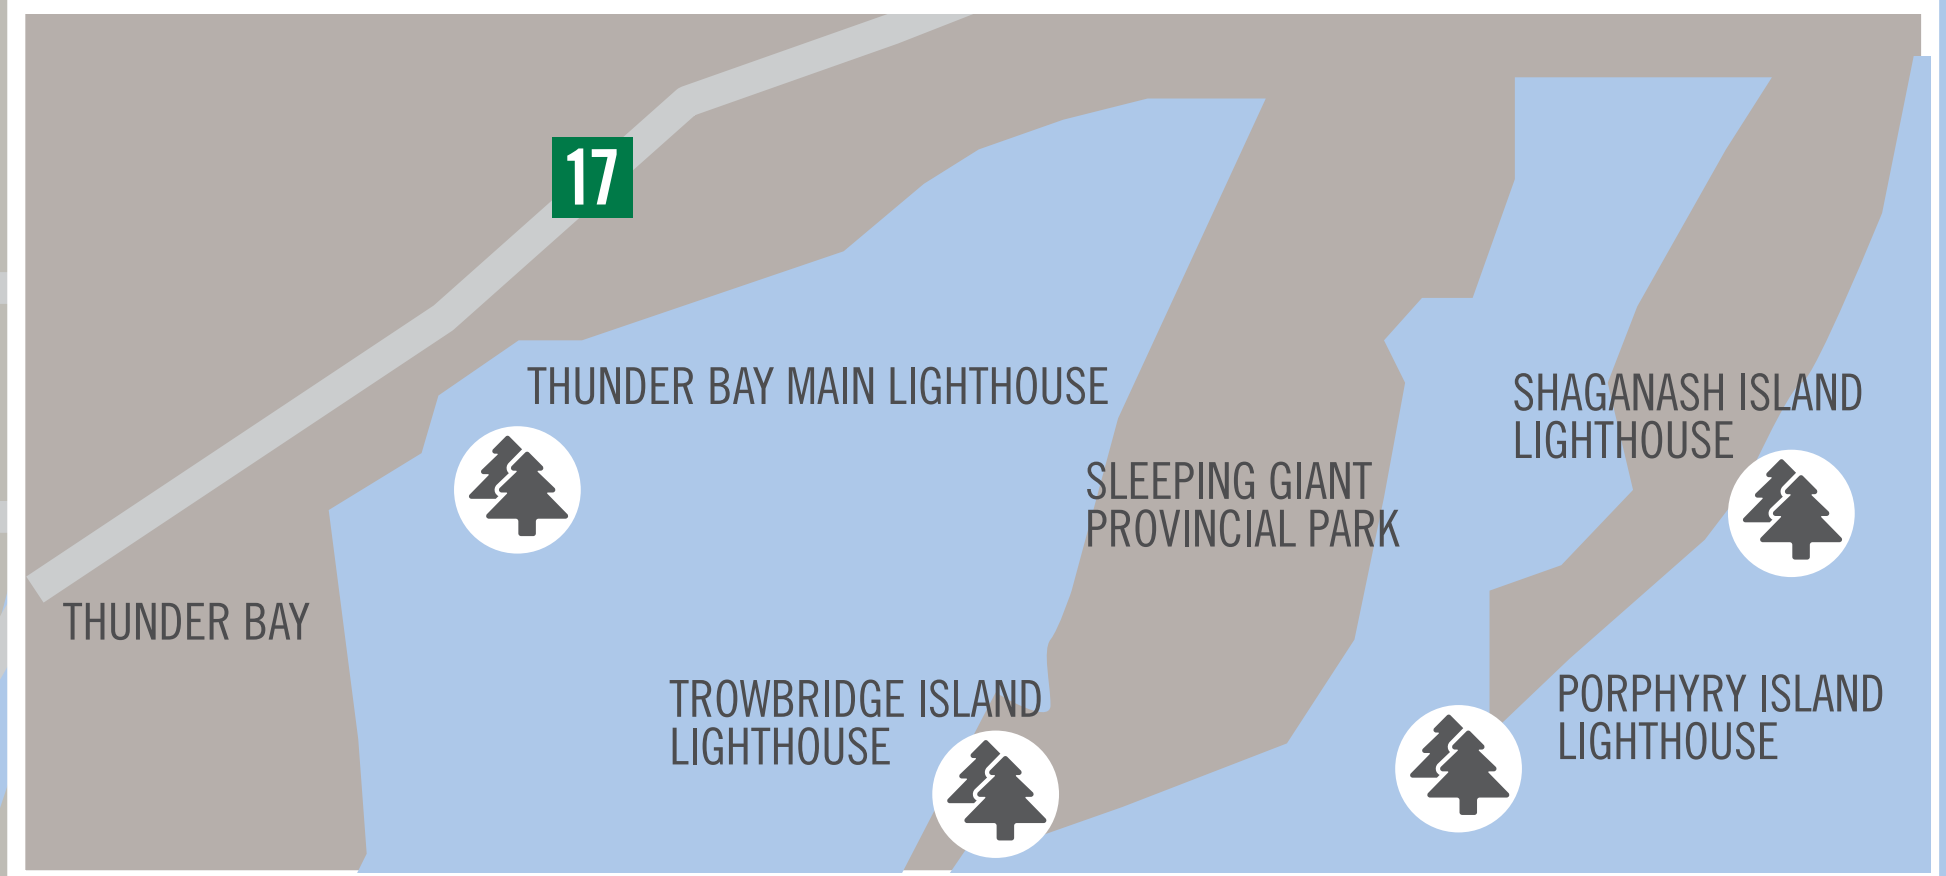 17
THUNDER BAY MAIN LIGHTHOUSE
SHAGANASH ISLAND
LIGHTHOUSE
SLEEPING GIANT
PROVINCIAL PARK
THUNDER BAY
TROWBRIDGE ISLAND
LIGHTHOUSE
PORPHYRY ISLAND
LIGHTHOUSE